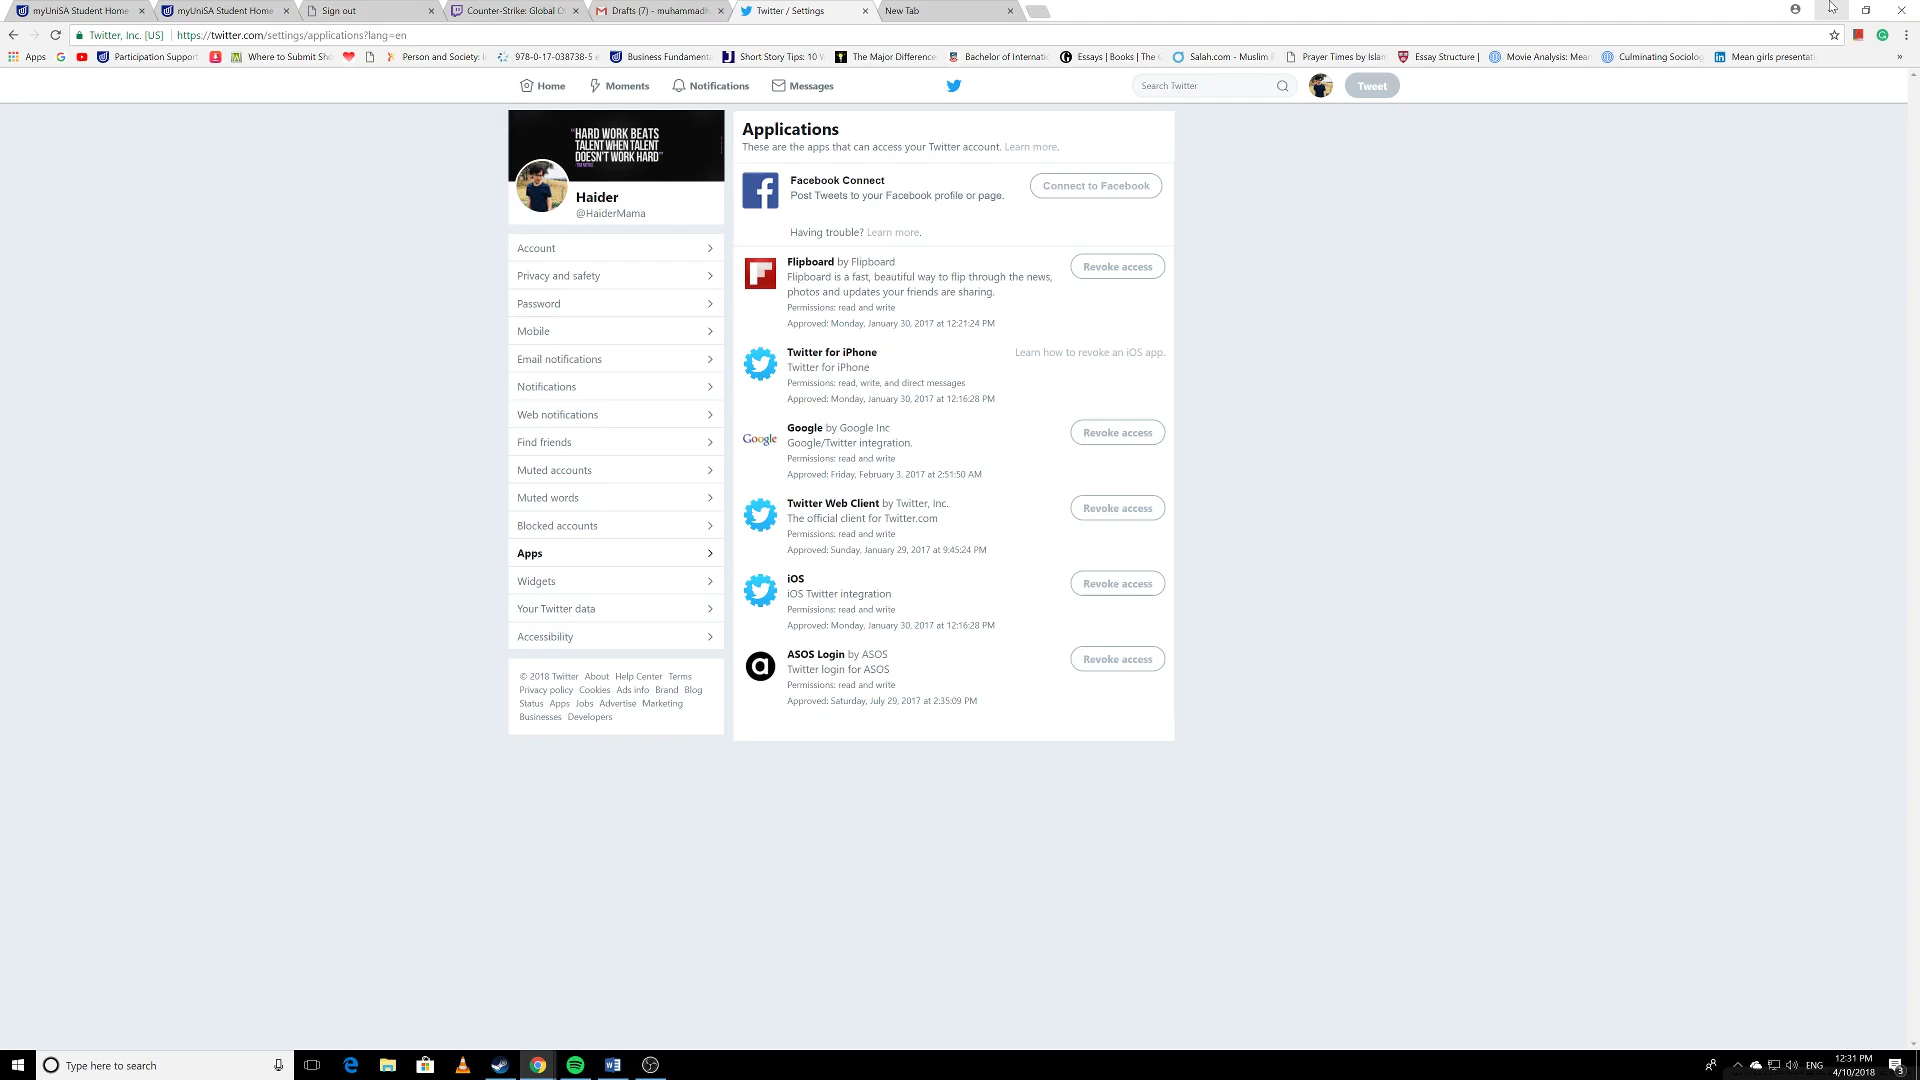 myUniSA Student Home
myUniSA Student Home
Sign out
Counter-Strike: Global O
Drafts (7) - muhammadh
Twitter / Settings
New Tab
Twitter, Inc. [US]
https://twitter.com/settings/applications?lang=en
Apps
Participation Support
Where to Submit Sho
Person and Society: I
978-0-17-038738-5 e
Business Fundamenta
Short Story Tips: 10 W
The Major Difference
Bachelor of Internatio
Essays | Books | The G
Salah.com - Muslim P
Prayer Times by Islam
Essay Structure |
Movie Analysis: Mean
Culminating Sociolog
Mean girls presentati
»
Home
Moments
Notifications
Messages
Search Twitter
Tweet
"HARD WORK BEATS
TALENT WHEN TALENT
DOESN'T WORK HARD"
Haider
@HaiderMama
Account
Privacy and safety
Password
Mobile
Email notifications
Notifications
Web notifications
Find friends
Muted accounts
Muted words
Blocked accounts
Apps
Widgets
Your Twitter data
Accessibility
© 2018 Twitter About Help Center Terms
Privacy policy Cookies Ads info Brand Blog
Status Apps Jobs Advertise Marketing
Businesses Developers
Applications
These are the apps that can access your Twitter account. Learn more.
Facebook Connect
Post Tweets to your Facebook profile or page.
Connect to Facebook
Having trouble? Learn more.
Flipboard by Flipboard
Flipboard is a fast, beautiful way to flip through the news,
photos and updates your friends are sharing.
Permissions: read and write
Approved: Monday, January 30, 2017 at 12:21:24 PM
Revoke access
Twitter for iPhone
Twitter for iPhone
Permissions: read, write, and direct messages
Approved: Monday, January 30, 2017 at 12:16:28 PM
Learn how to revoke an iOS app.
Google
Google by Google Inc
Google/Twitter integration.
Permissions: read and write
Approved: Friday, February 3, 2017 at 2:51:50 AM
Revoke access
Twitter Web Client by Twitter, Inc.
The official client for Twitter.com
Permissions: read and write
Approved: Sunday, January 29, 2017 at 9:45:24 PM
Revoke access
iOS
iOS Twitter integration
Permissions: read and write
Approved: Monday, January 30, 2017 at 12:16:28 PM
Revoke access
ASOS Login by ASOS
Twitter login for ASOS
Permissions: read and write
Approved: Saturday, July 29, 2017 at 2:35:09 PM
Revoke access
Type here to search
ENG
12:31 PM
4/10/2018
3